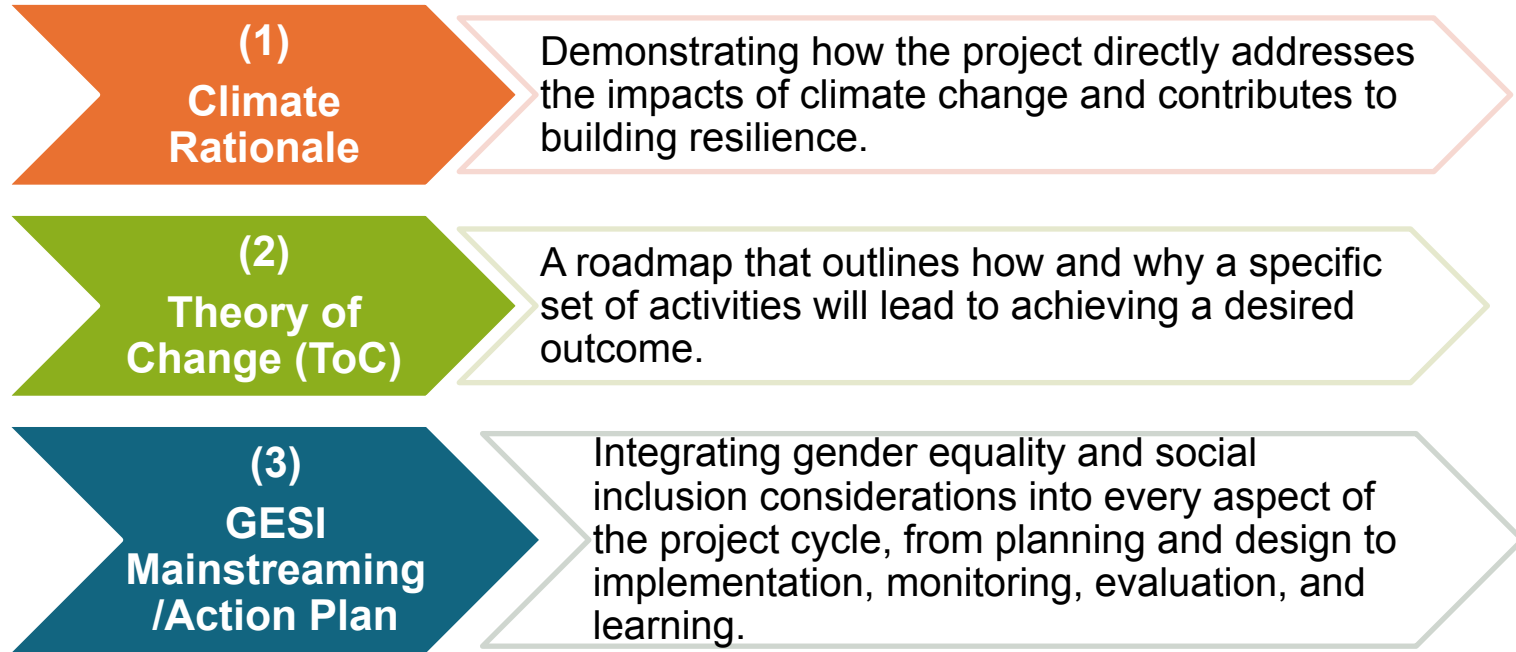 (1)
Climate
Rationale
Demonstrating how the project directly addresses
the impacts of climate change and contributes to
building resilience.
(2)
Theory of
Change (ToC)
A roadmap that outlines how and why a specific
set of activities will lead to achieving a desired
outcome.
(3)
GESI
Mainstreaming
/Action Plan
Integrating gender equality and social
inclusion considerations into every aspect of
the project cycle, from planning and design to
implementation, monitoring, evaluation, and
learning.